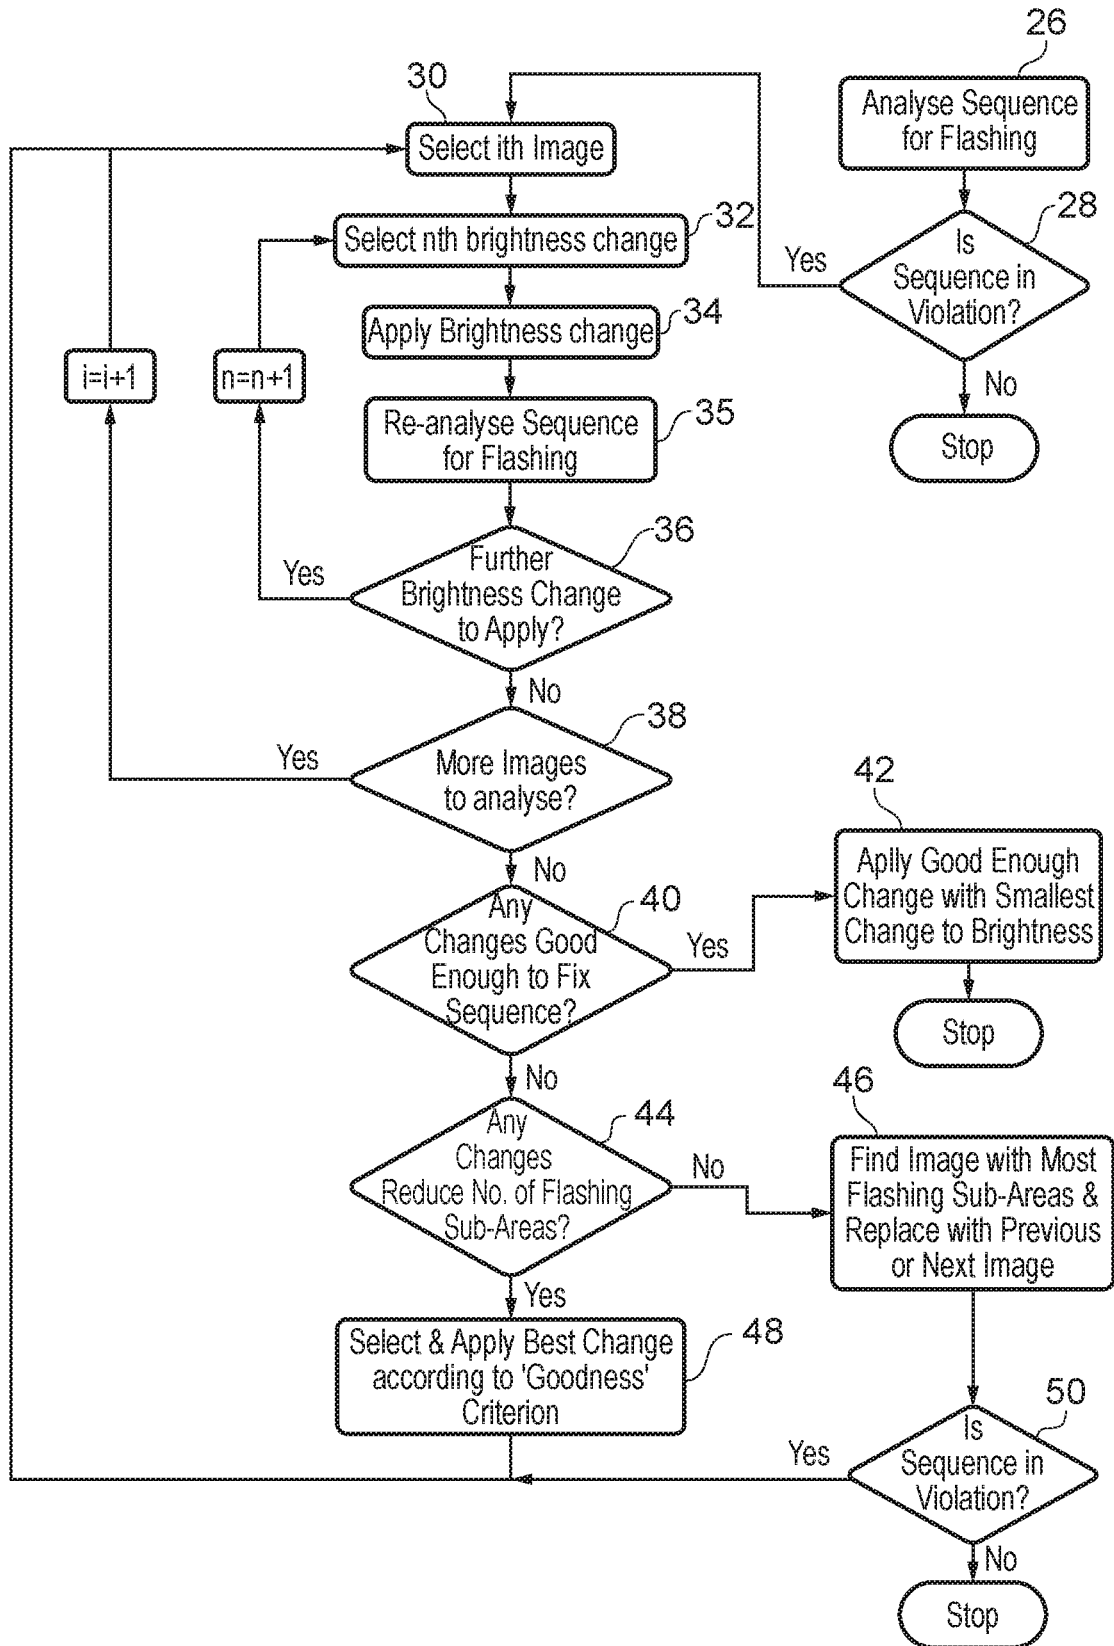 26
Analyse Sequence
for Flashing
28
Is
Sequence in
Violation?
Yes
No
Stop
30
Select ith Image
32
Select nth brightness change
34
Apply Brightness change
i=i+1
n=n+1
35
Re-analyse Sequence
for Flashing
36
Further
Brightness Change
to Apply?
Yes
No
38
More Images
to analyse?
Yes
No
40
Any
Changes Good
Enough to Fix
Sequence?
Yes
No
42
Aplly Good Enough
Change with Smallest
Change to Brightness
Stop
44
Any
Changes
Reduce No. of Flashing
Sub-Areas?
No
Yes
46
Find Image with Most
Flashing Sub-Areas &
Replace with Previous
or Next Image
48
Select & Apply Best Change
according to 'Goodness'
Criterion
50
Is
Sequence in
Violation?
Yes
No
Stop